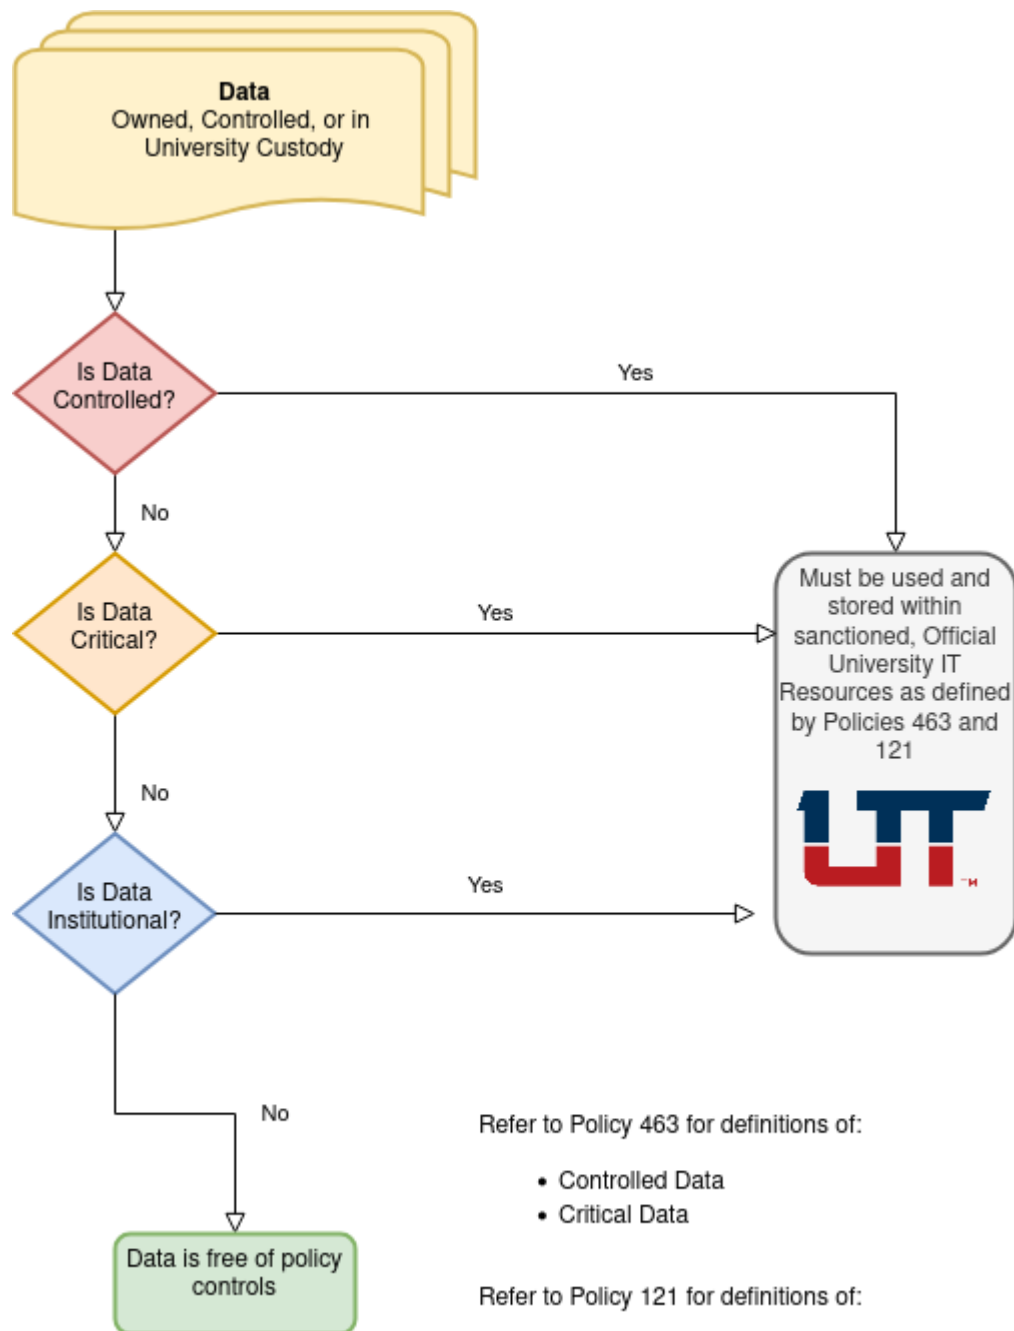 Data
Owned, Controlled, or in
University Custody
Is Data
Controlled?
Yes
No
Is Data
Critical?
Yes
Must be used and
stored within
sanctioned, Official
University IT
Resources as defined
by Policies 463 and
121
UT
™
No
Is Data
Institutional?
Yes
No
Refer to Policy 463 for definitions of:
• Controlled Data
• Critical Data
Data is free of policy
controls
Refer to Policy 121 for definitions of: